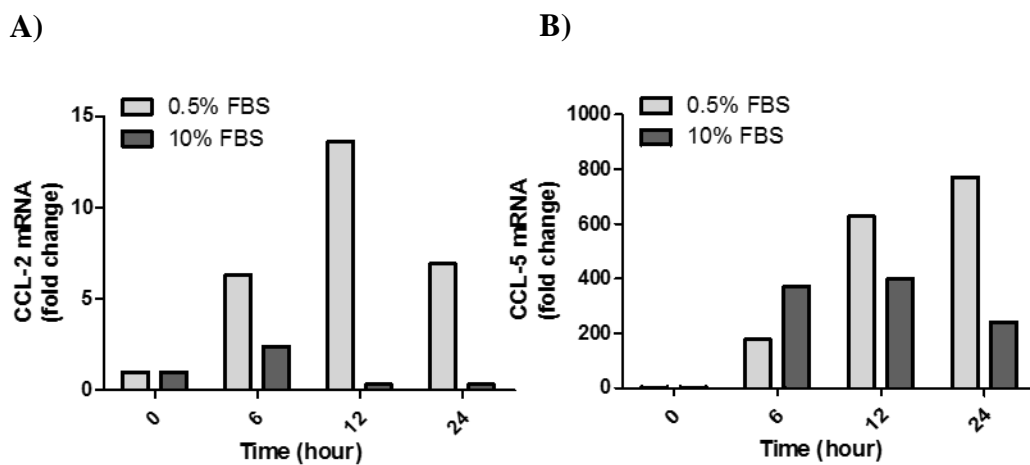 A)
0.5% FBS
10% FBS
CCL-2 mRNA
(fold change)
15
10
5
0
0
6
12
24
Time (hour)
B)
0.5% FBS
10% FBS
CCL-5 mRNA
(fold change)
1000
800
600
400
200
0
0
6
12
24
Time (hour)